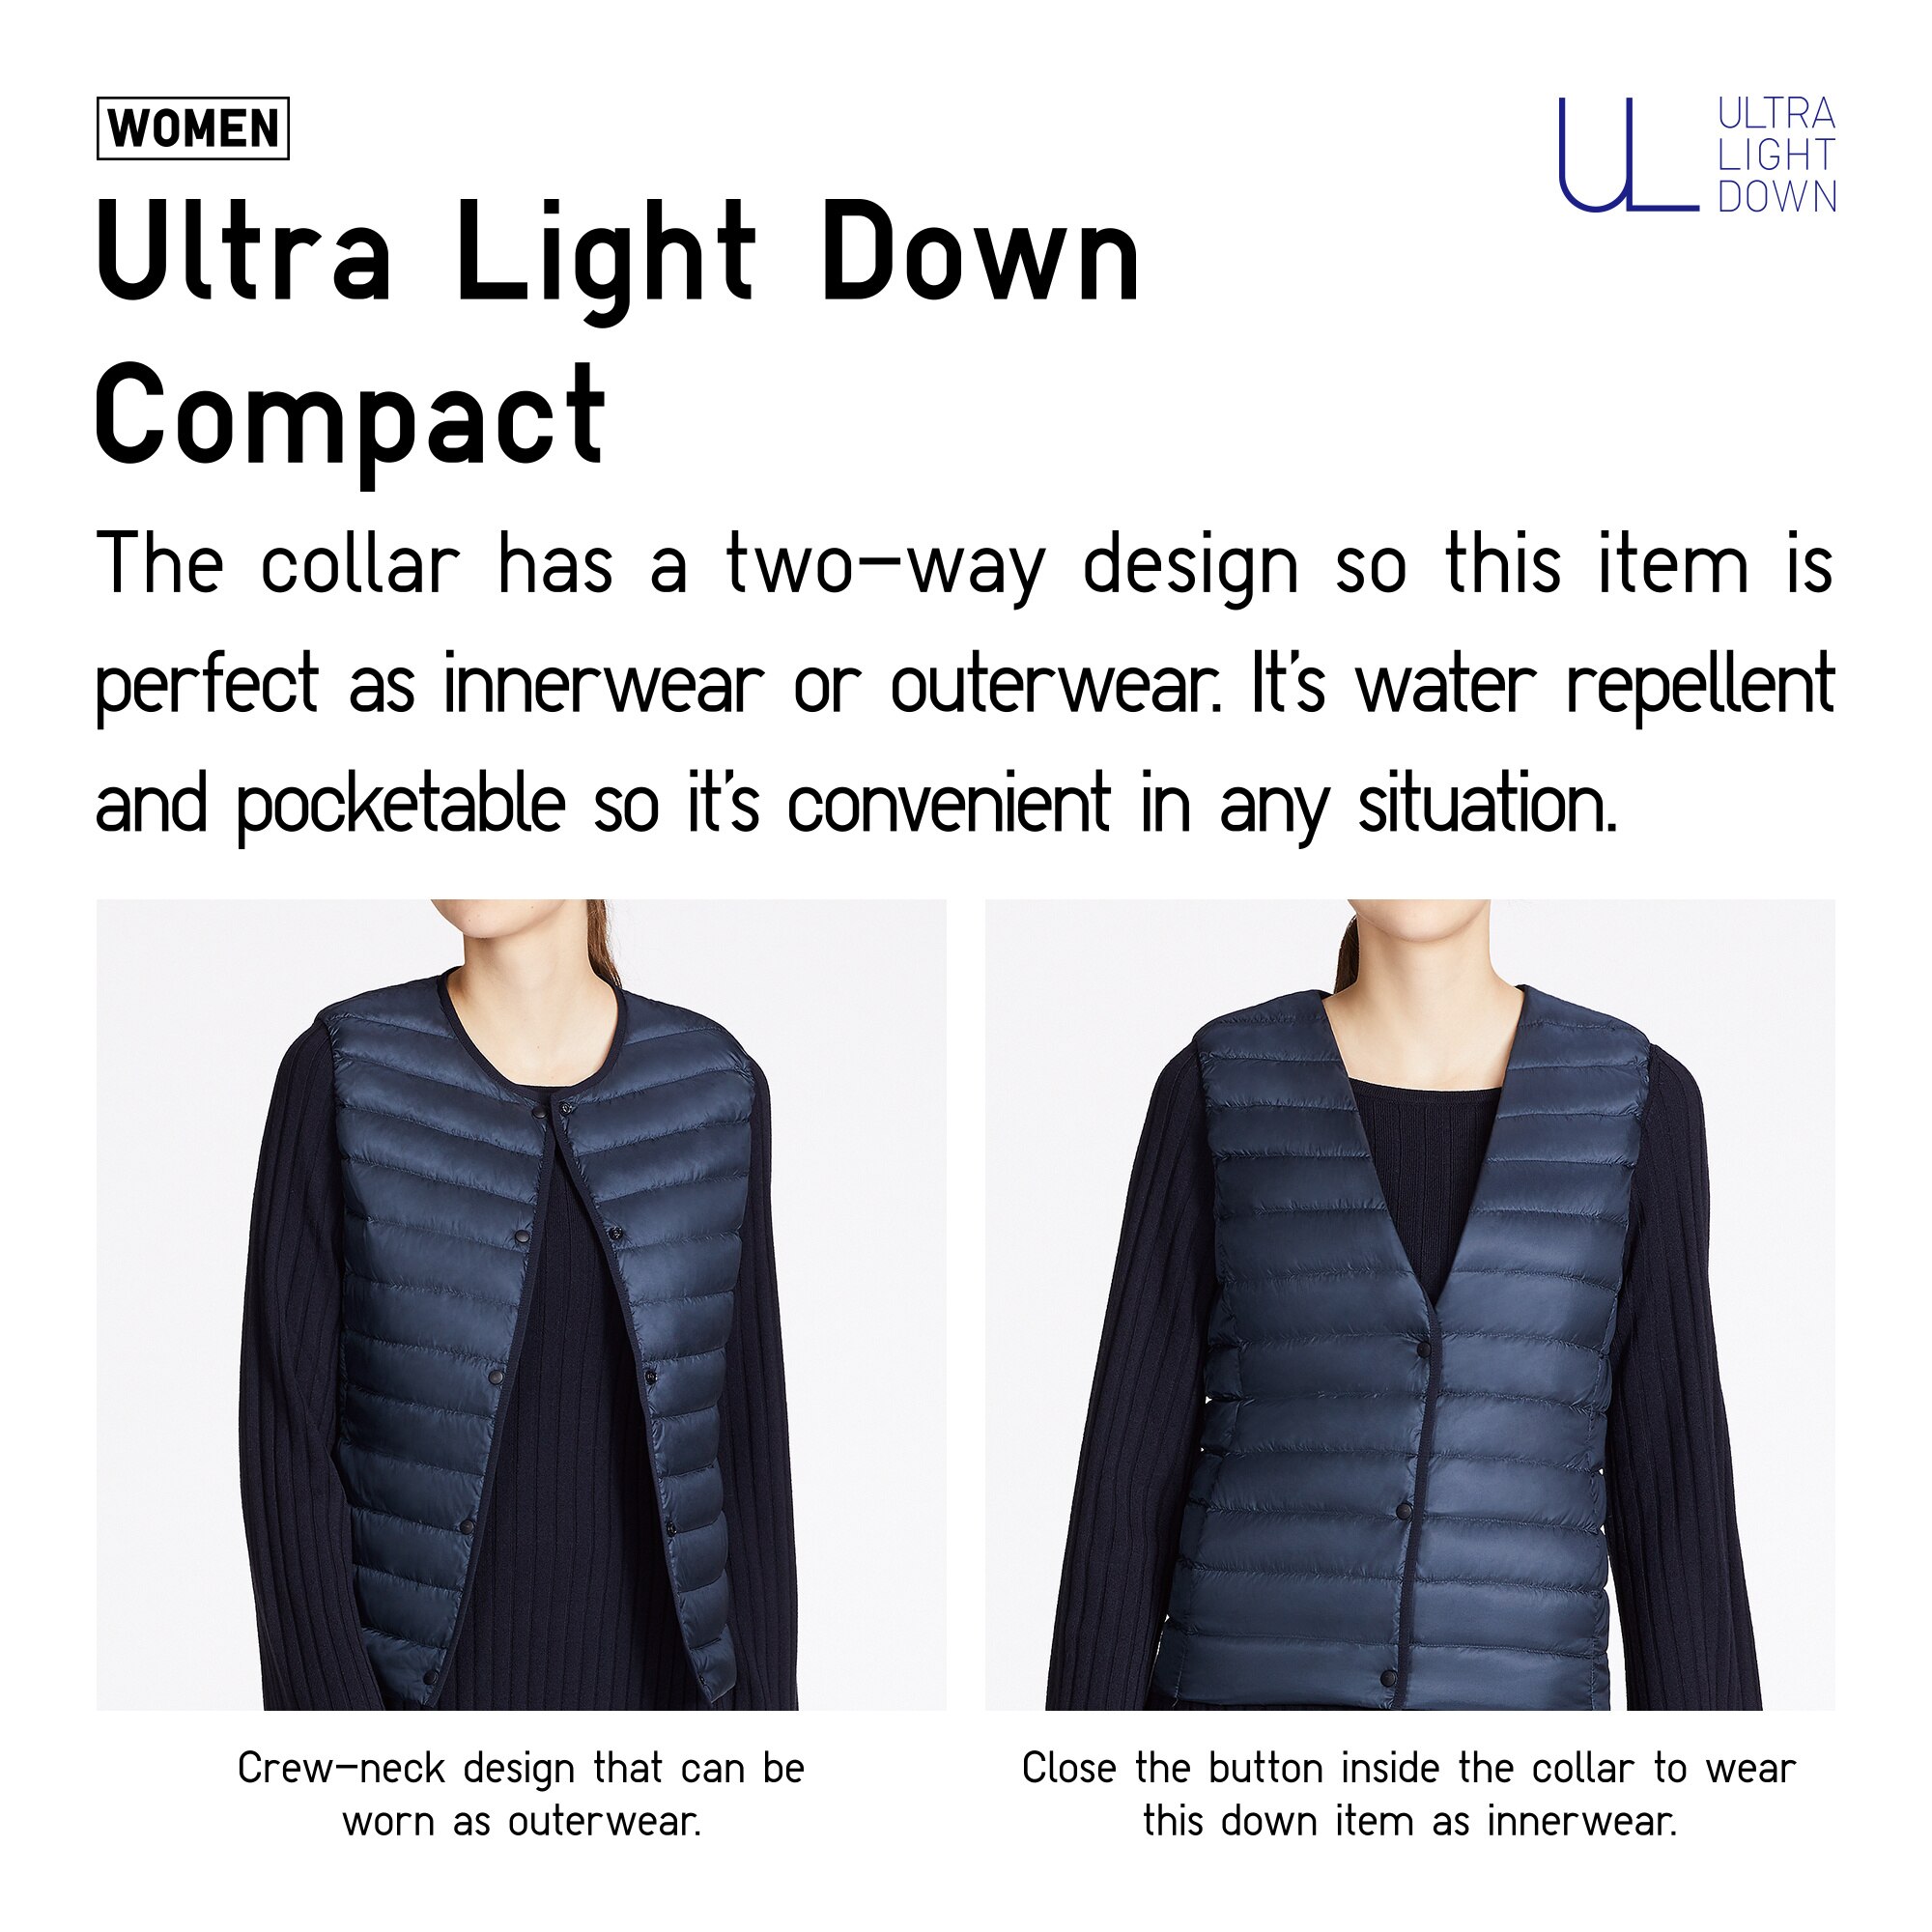 WOMEN
UL
ULTRA
LIGHT
DOWN
Ultra Light Down
Compact
The collar has a two-way design so this item is
perfect as innerwear or outerwear. It's water repellent
and pocketable so it's convenient in any situation.
Crew-neck design that can be
worn as outerwear.
Close the button inside the collar to wear
this down item as innerwear.